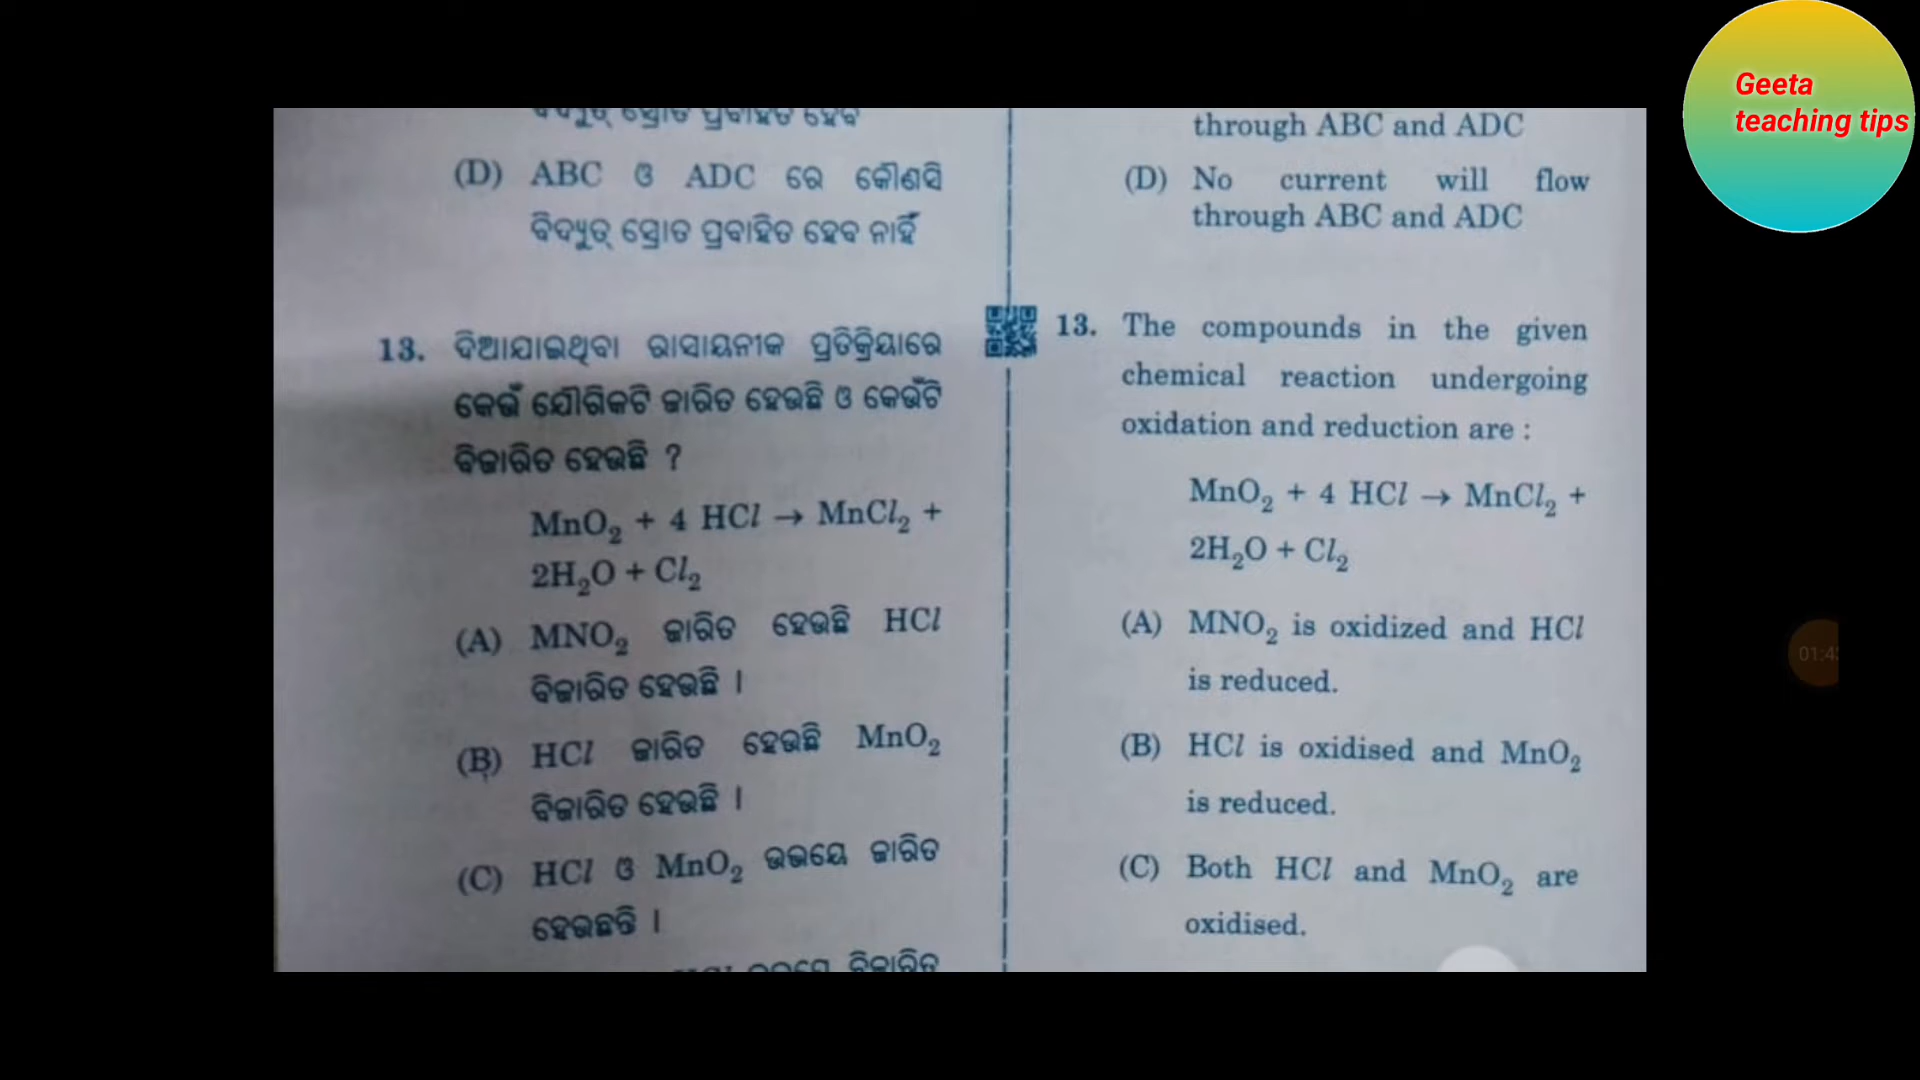 ବିଦ୍ୟୁତ୍ ସ୍ରୋତ ପ୍ରବାହିତ ହେବ
(D) ABC ଓ ADC ରେ କୌଣସି
ବିଦ୍ୟୁତ୍ ସ୍ରୋତ ପ୍ରବାହିତ ହେବ ନାହିଁ
13. ଦିଆଯାଇଥିବା ରାସାୟନୀକ ପ୍ରତିକ୍ରିୟାରେ
କେଉଁ ଯୌଗିକଟି ଜାରିତ ହେଉଛି ଓ କେଉଁଟି
ବିଜାରିତ ହେଉଛି ?
MnO₂ + 4 HCl → MnCl₂ +
2H₂O + Cl₂
(A) MNO₂ ଜାରିତ ହେଉଛି HCl
ବିଜାରିତ ହେଉଛି ।
(B) HCl ଜାରିତ ହେଉଛି MnO₂
ବିଜାରିତ ହେଉଛି ।
(C) HCl ଓ MnO₂ ଉଭୟେ ଜାରିତ
ହେଉଛନ୍ତି ।
ଉଭୟେ ବିଜାରିତ
through ABC and ADC
(D) No current will flow
through ABC and ADC
13. The compounds in the given
chemical reaction undergoing
oxidation and reduction are :
MnO₂ + 4 HCl → MnCl₂ +
2H₂O + Cl₂
(A) MNO₂ is oxidized and HCl
is reduced.
(B) HCl is oxidised and MnO₂
is reduced.
(C) Both HCl and MnO₂ are
oxidised.
Geeta
teaching tips